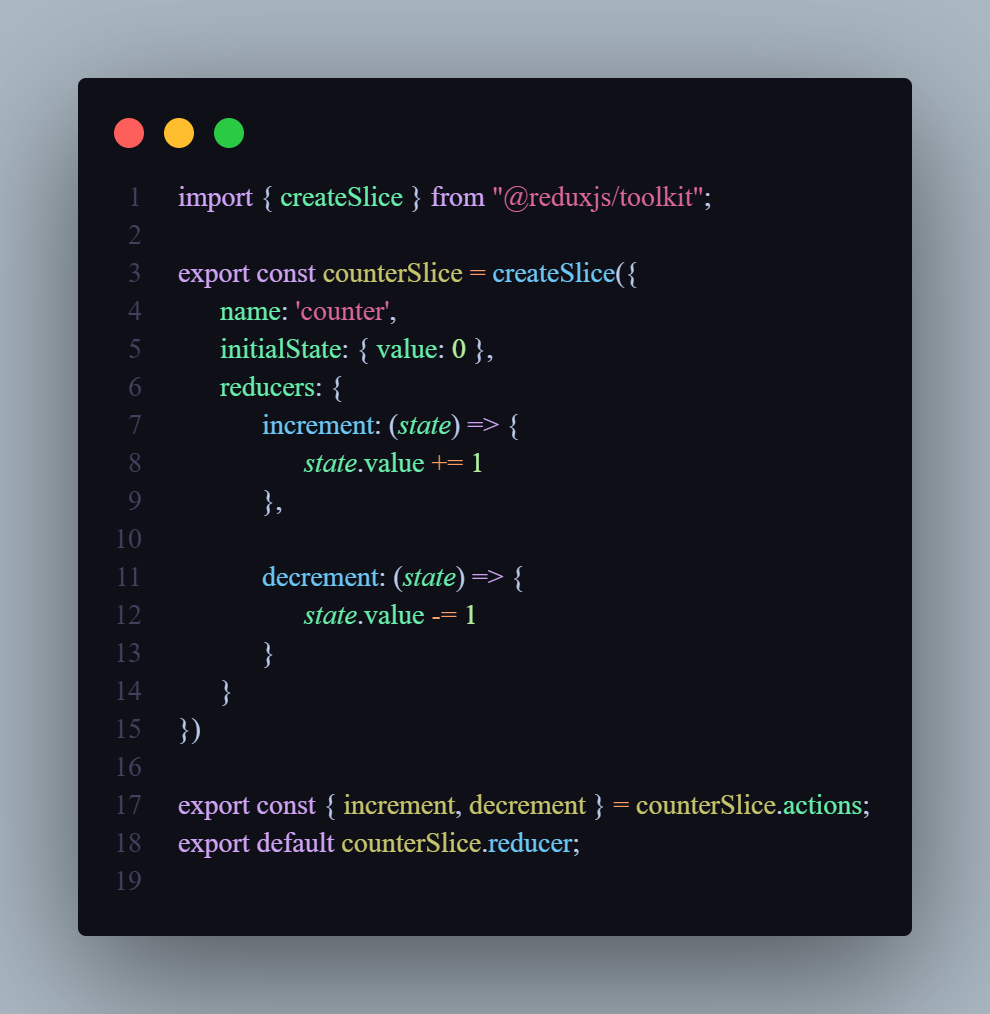 1 import { createSlice } from "@reduxjs/toolkit";
2
3 export const counterSlice = createSlice({
4 name: 'counter',
5 initialState: { value: 0 },
6 reducers: {
7 increment: (state) => {
8 state.value += 1
9 },
10
11 decrement: (state) => {
12 state.value -= 1
13 }
14 }
15 })
16
17 export const { increment, decrement } = counterSlice.actions;
18 export default counterSlice.reducer;
19